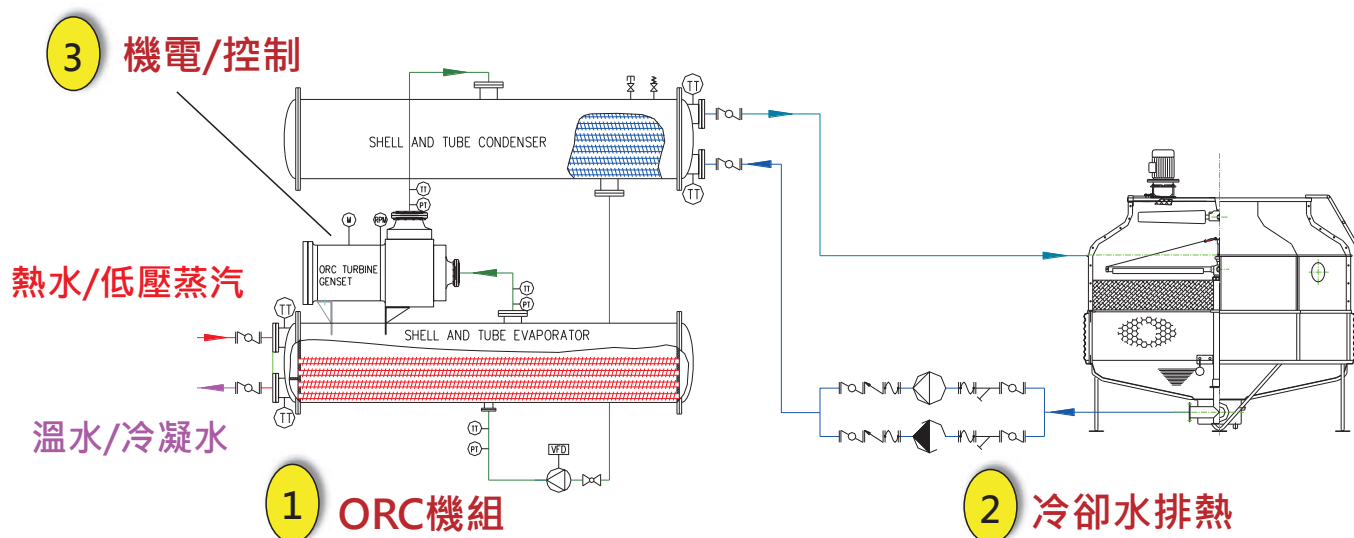 3 機電/控制
TT
SHELL AND TUBE CONDENSER
TT
TT
PT
M
RPM
ORC TURBINE
GENSET
熱水/低壓蒸汽
TT
PT
TT
SHELL AND TUBE EVAPORATOR
TT
溫水/冷凝水
TT
PT
VFD
1 ORC機組
2 冷卻水排熱